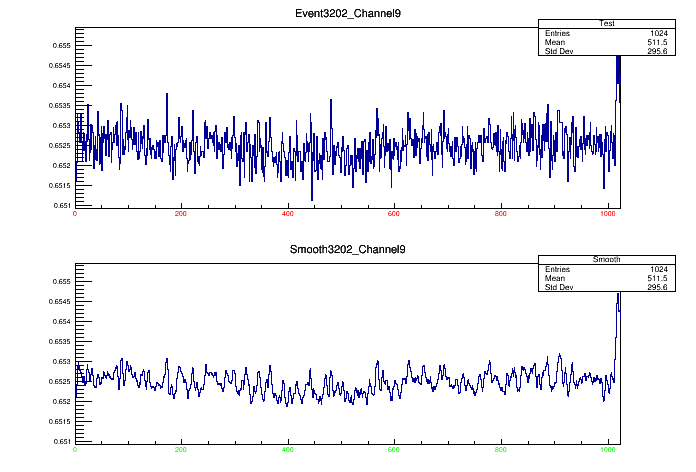 Event3202_Channel9
Test
Entries 1024
Mean 511.5
Std Dev 295.6
0.655
0.6545
0.654
0.6535
0.653
0.6525
0.652
0.6515
0.651
0 200 400 600 800 1000
Smooth3202_Channel9
Smooth
Entries 1024
Mean 511.5
Std Dev 295.6
0.655
0.6545
0.654
0.6535
0.653
0.6525
0.652
0.6515
0.651
0 200 400 600 800 1000